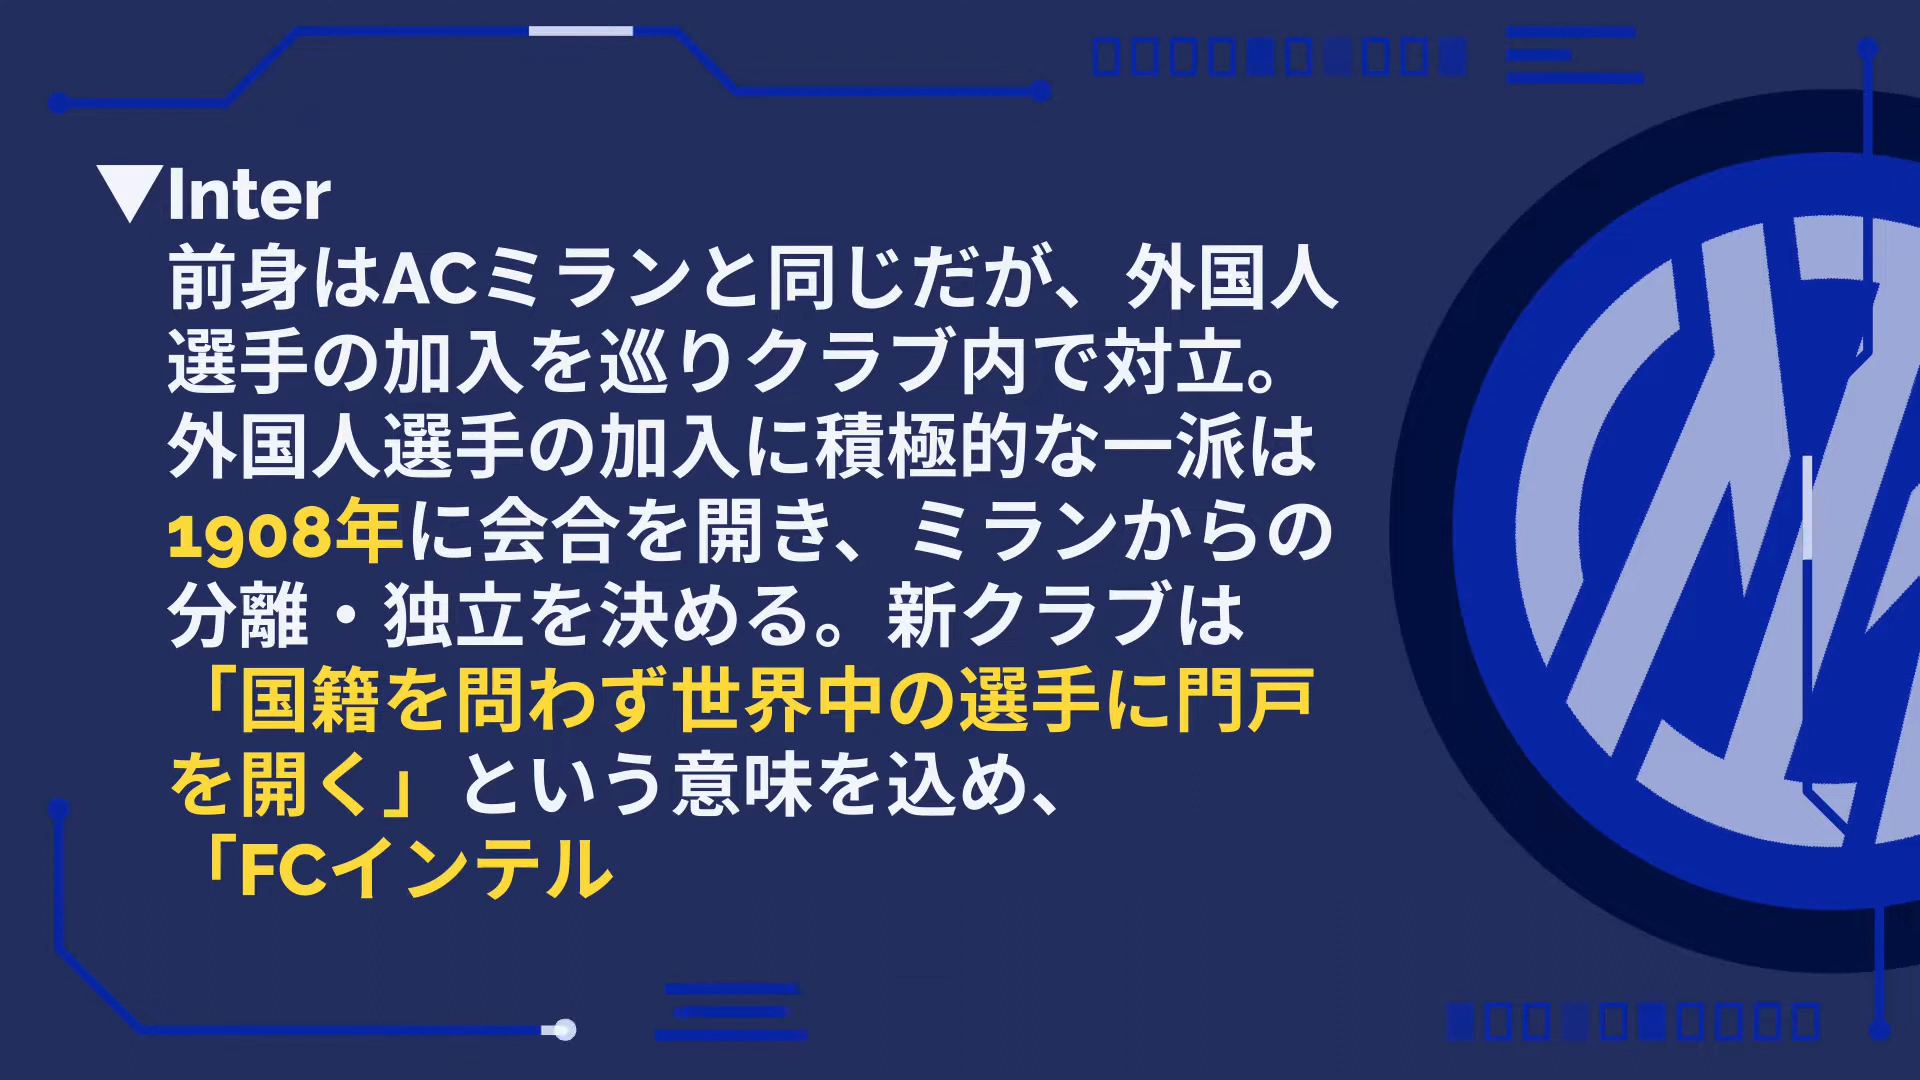 ▼Inter
前身はACミランと同じだが、外国人
選手の加入を巡りクラブ内で対立。
外国人選手の加入に積極的な一派は
1908年に会合を開き、ミランからの
分離・独立を決める。新クラブは
「国籍を問わず世界中の選手に門戸
を開く」という意味を込め、
「FCインテル